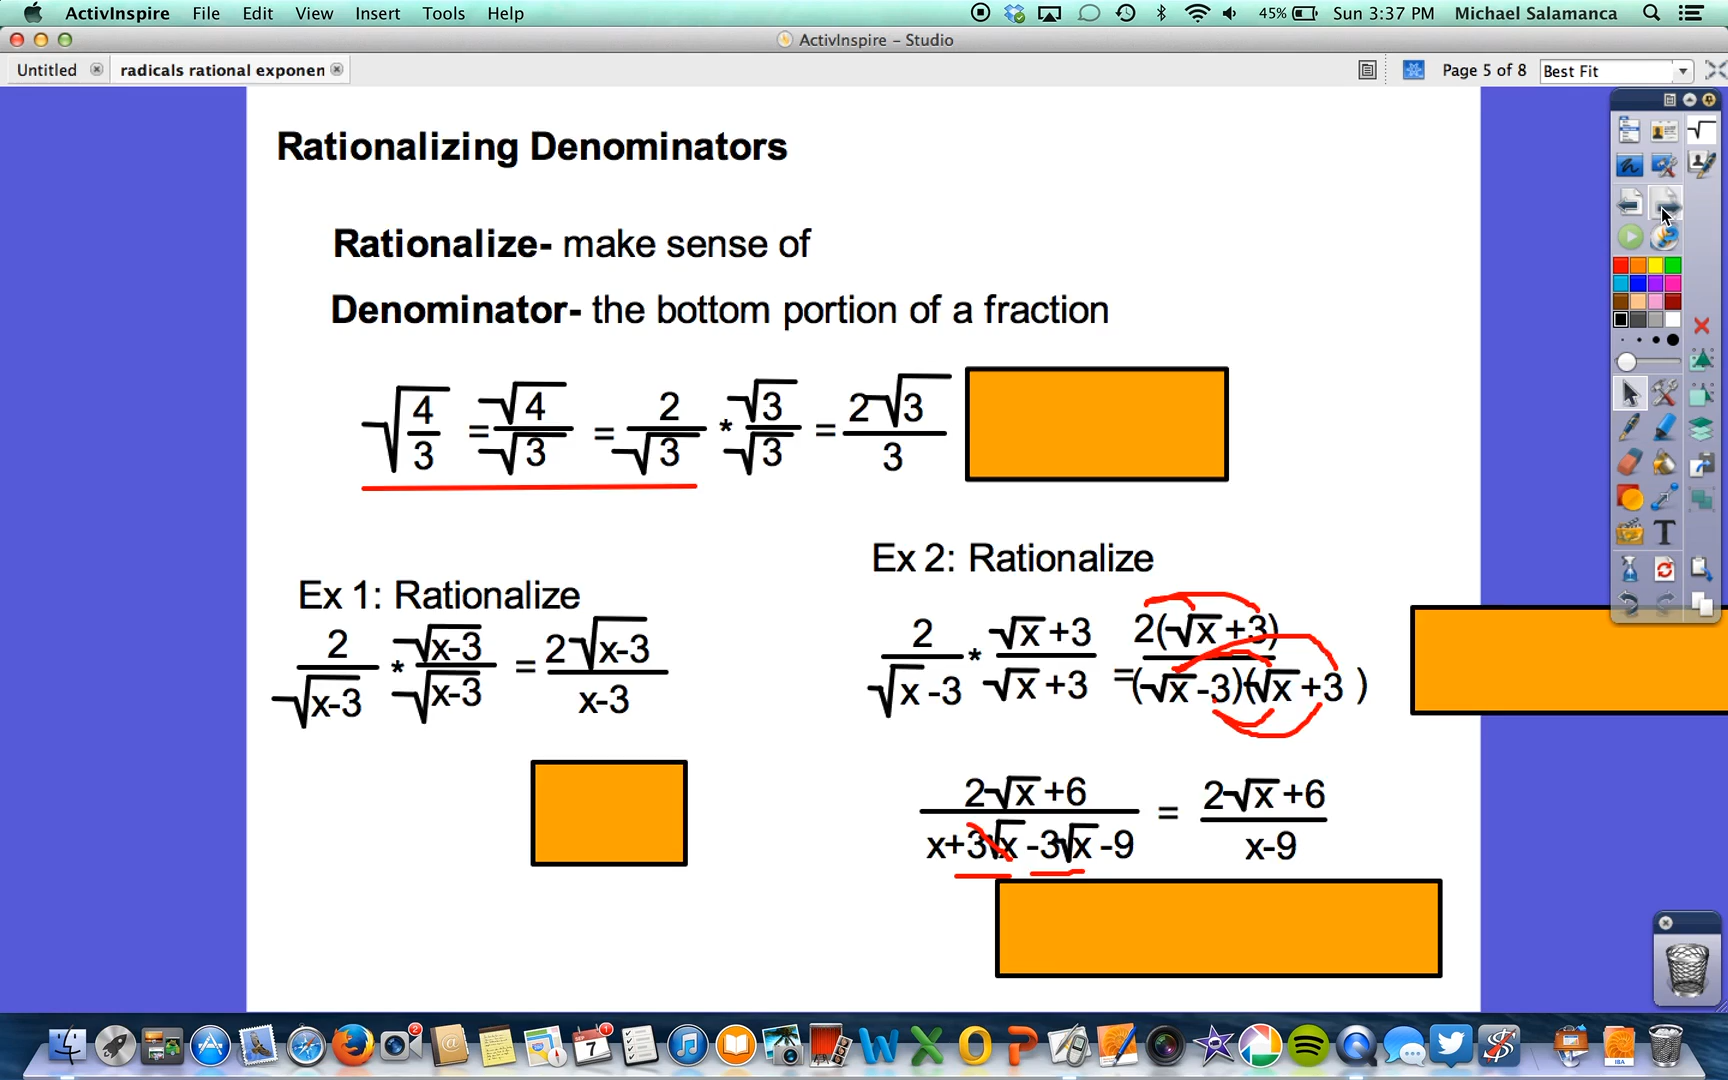 ActivInspire File Edit View Insert Tools Help 45% Sun 3:37 PM Michael Salamanca
ActivInspire – Studio
Untitled radicals rational exponen Page 5 of 8 Best Fit
Rationalizing Denominators
Rationalize- make sense of
Denominator- the bottom portion of a fraction
√(4/3) = √4/√3 = 2/√3 * √3/√3 = 2√3/3
Ex 1: Rationalize
2/√(x-3) * √(x-3)/√(x-3) = 2√(x-3)/(x-3)
Ex 2: Rationalize
2/(√x-3) * (√x+3)/(√x+3) = 2(√x+3)/(√x-3)(√x+3)
(2√x+6)/(x+3√x-3√x-9) = (2√x+6)/(x-9)